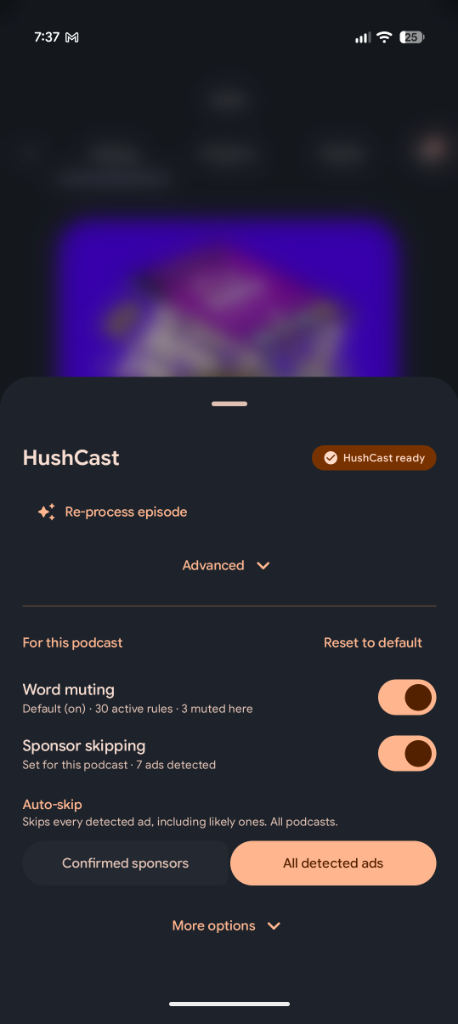 7:37
25
HushCast
HushCast ready
Re-process episode
Advanced
For this podcast
Reset to default
Word muting
Default (on) · 30 active rules · 3 muted here
Sponsor skipping
Set for this podcast · 7 ads detected
Auto-skip
Skips every detected ad, including likely ones. All podcasts.
Confirmed sponsors
All detected ads
More options